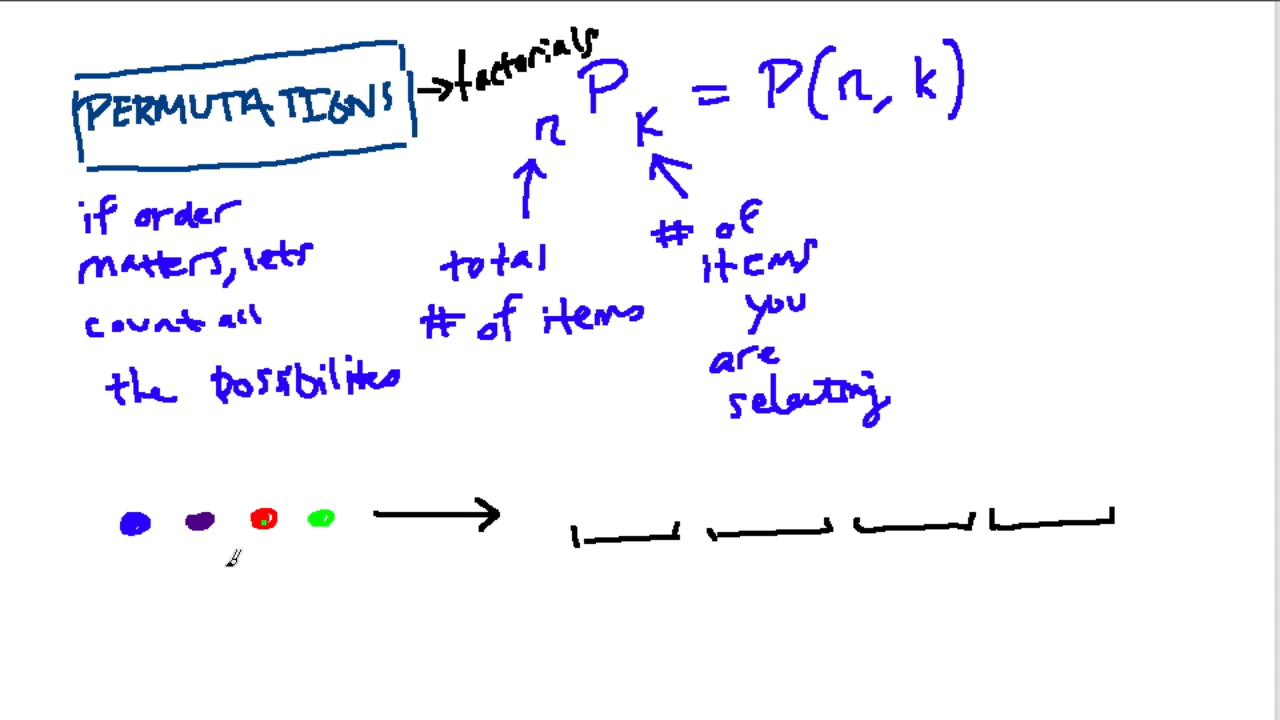 PERMUTATIONS → factorials
nPk = P(n, k)
if order
matters, lets
count all
the possibilites
total
# of items
# of
items
you
are
selecting